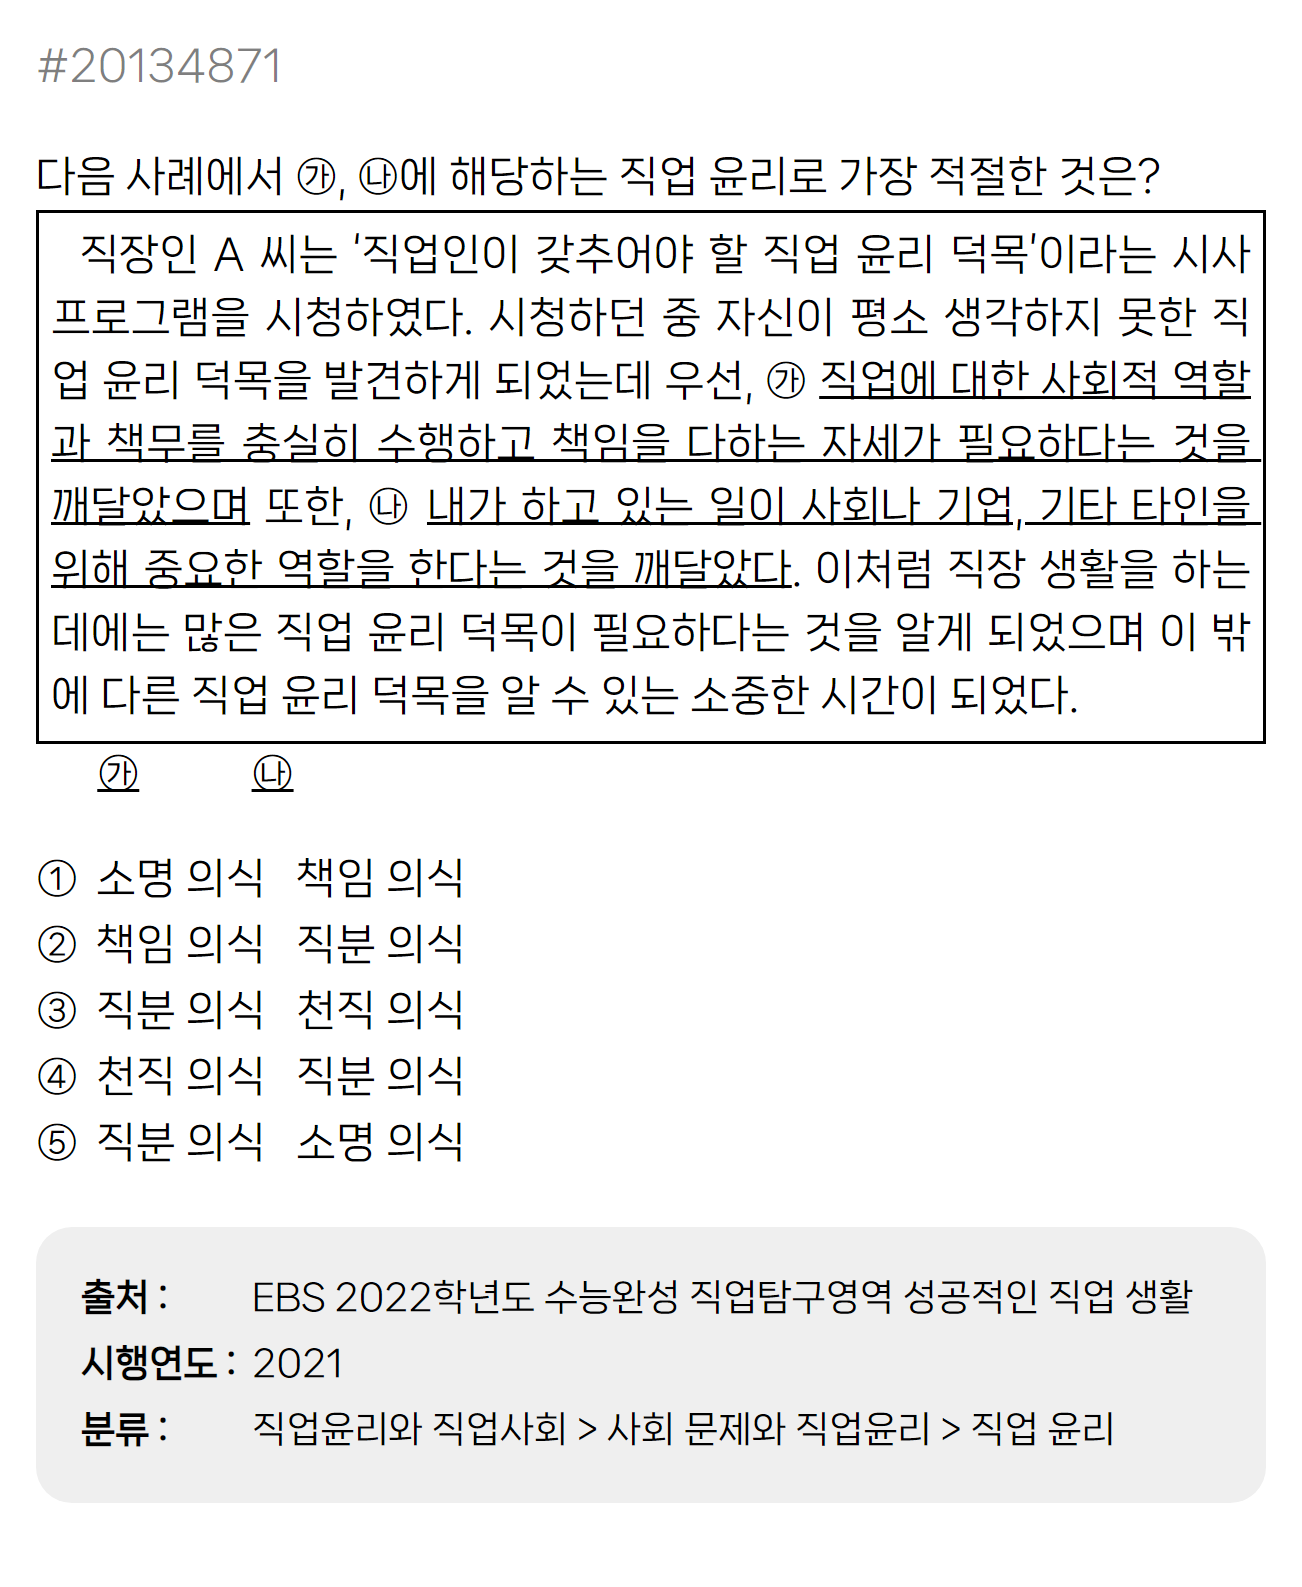 #20134871
다음 사례에서 ㉮, ㉯에 해당하는 직업 윤리로 가장 적절한 것은?
직장인 A 씨는 '직업인이 갖추어야 할 직업 윤리 덕목'이라는 시사
프로그램을 시청하였다. 시청하던 중 자신이 평소 생각하지 못한 직
업 윤리 덕목을 발견하게 되었는데 우선, ㉮ 직업에 대한 사회적 역할
과 책무를 충실히 수행하고 책임을 다하는 자세가 필요하다는 것을
깨달았으며 또한, ㉯ 내가 하고 있는 일이 사회나 기업, 기타 타인을
위해 중요한 역할을 한다는 것을 깨달았다. 이처럼 직장 생활을 하는
데에는 많은 직업 윤리 덕목이 필요하다는 것을 알게 되었으며 이 밖
에 다른 직업 윤리 덕목을 알 수 있는 소중한 시간이 되었다.
㉮ ㉯
① 소명 의식 책임 의식
② 책임 의식 직분 의식
③ 직분 의식 천직 의식
④ 천직 의식 직분 의식
⑤ 직분 의식 소명 의식
출처 : EBS 2022학년도 수능완성 직업탐구영역 성공적인 직업 생활
시행연도 : 2021
분류 : 직업윤리와 직업사회 > 사회 문제와 직업윤리 > 직업 윤리